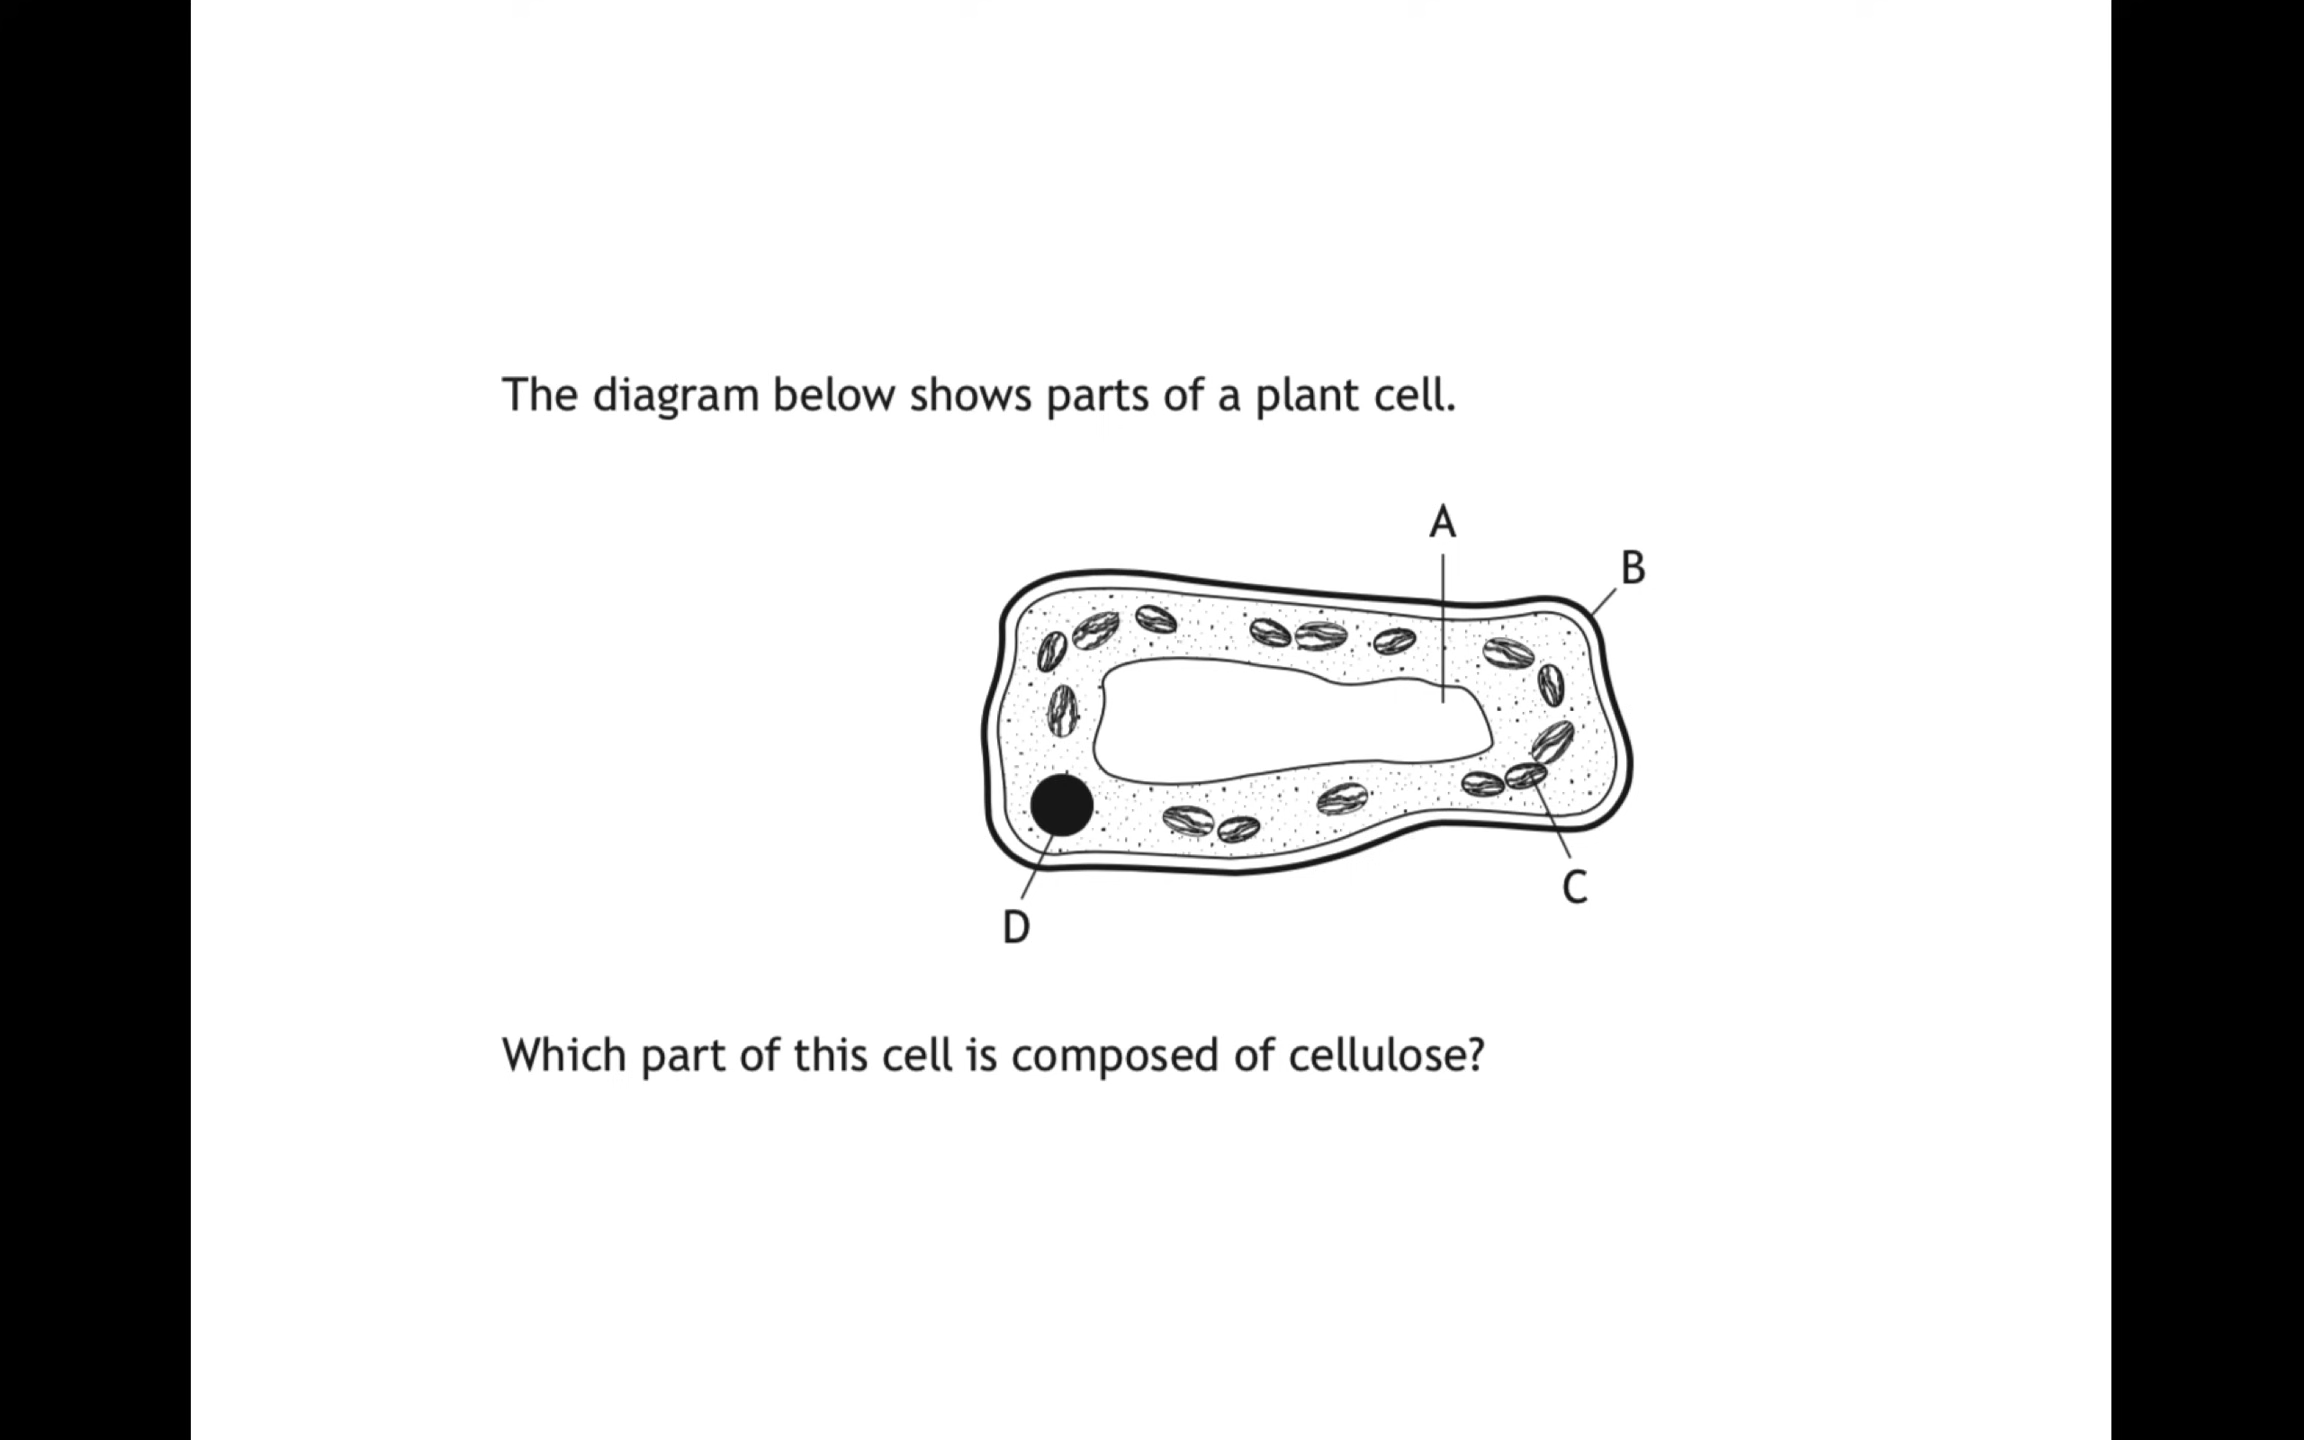 The diagram below shows parts of a plant cell.
A
B
C
D
Which part of this cell is composed of cellulose?